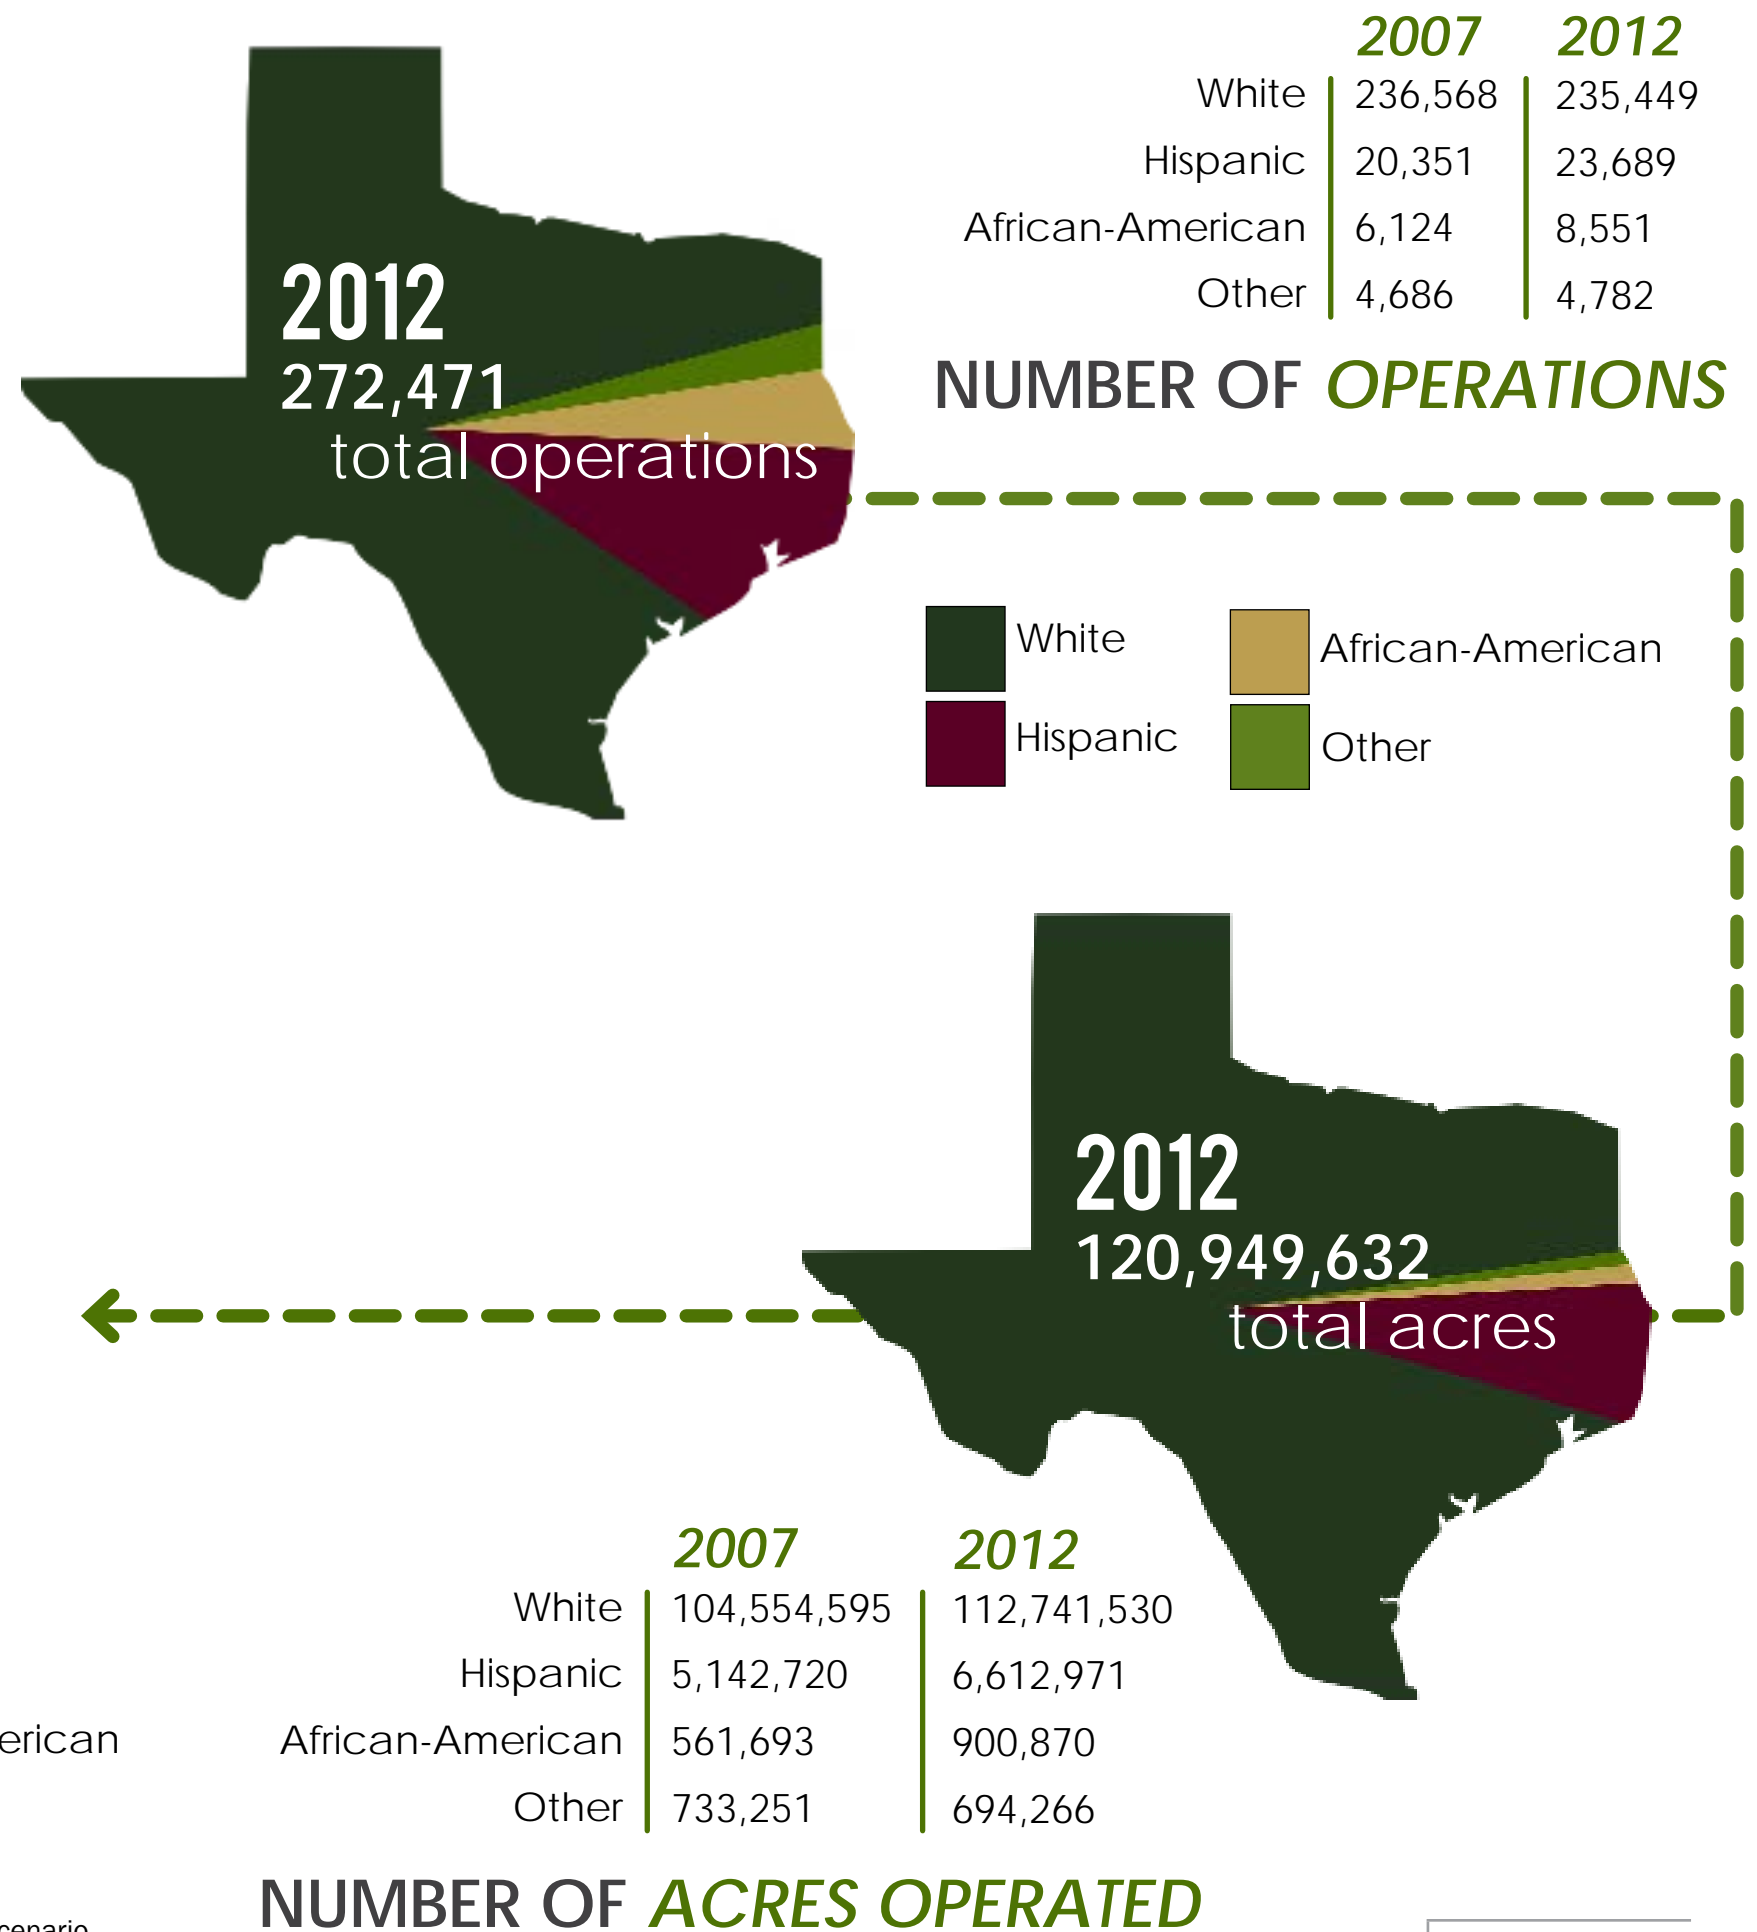 2007 2012
White 236,568 235,449
Hispanic 20,351 23,689
African-American 6,124 8,551
Other 4,686 4,782
NUMBER OF OPERATIONS
2012
272,471
total operations
White African-American
Hispanic Other
2012
120,949,632
total acres
2007 2012
White 104,554,595 112,741,530
Hispanic 5,142,720 6,612,971
erican
African-American 561,693 900,870
Other 733,251 694,266
NUMBER OF ACRES OPERATED
cenario